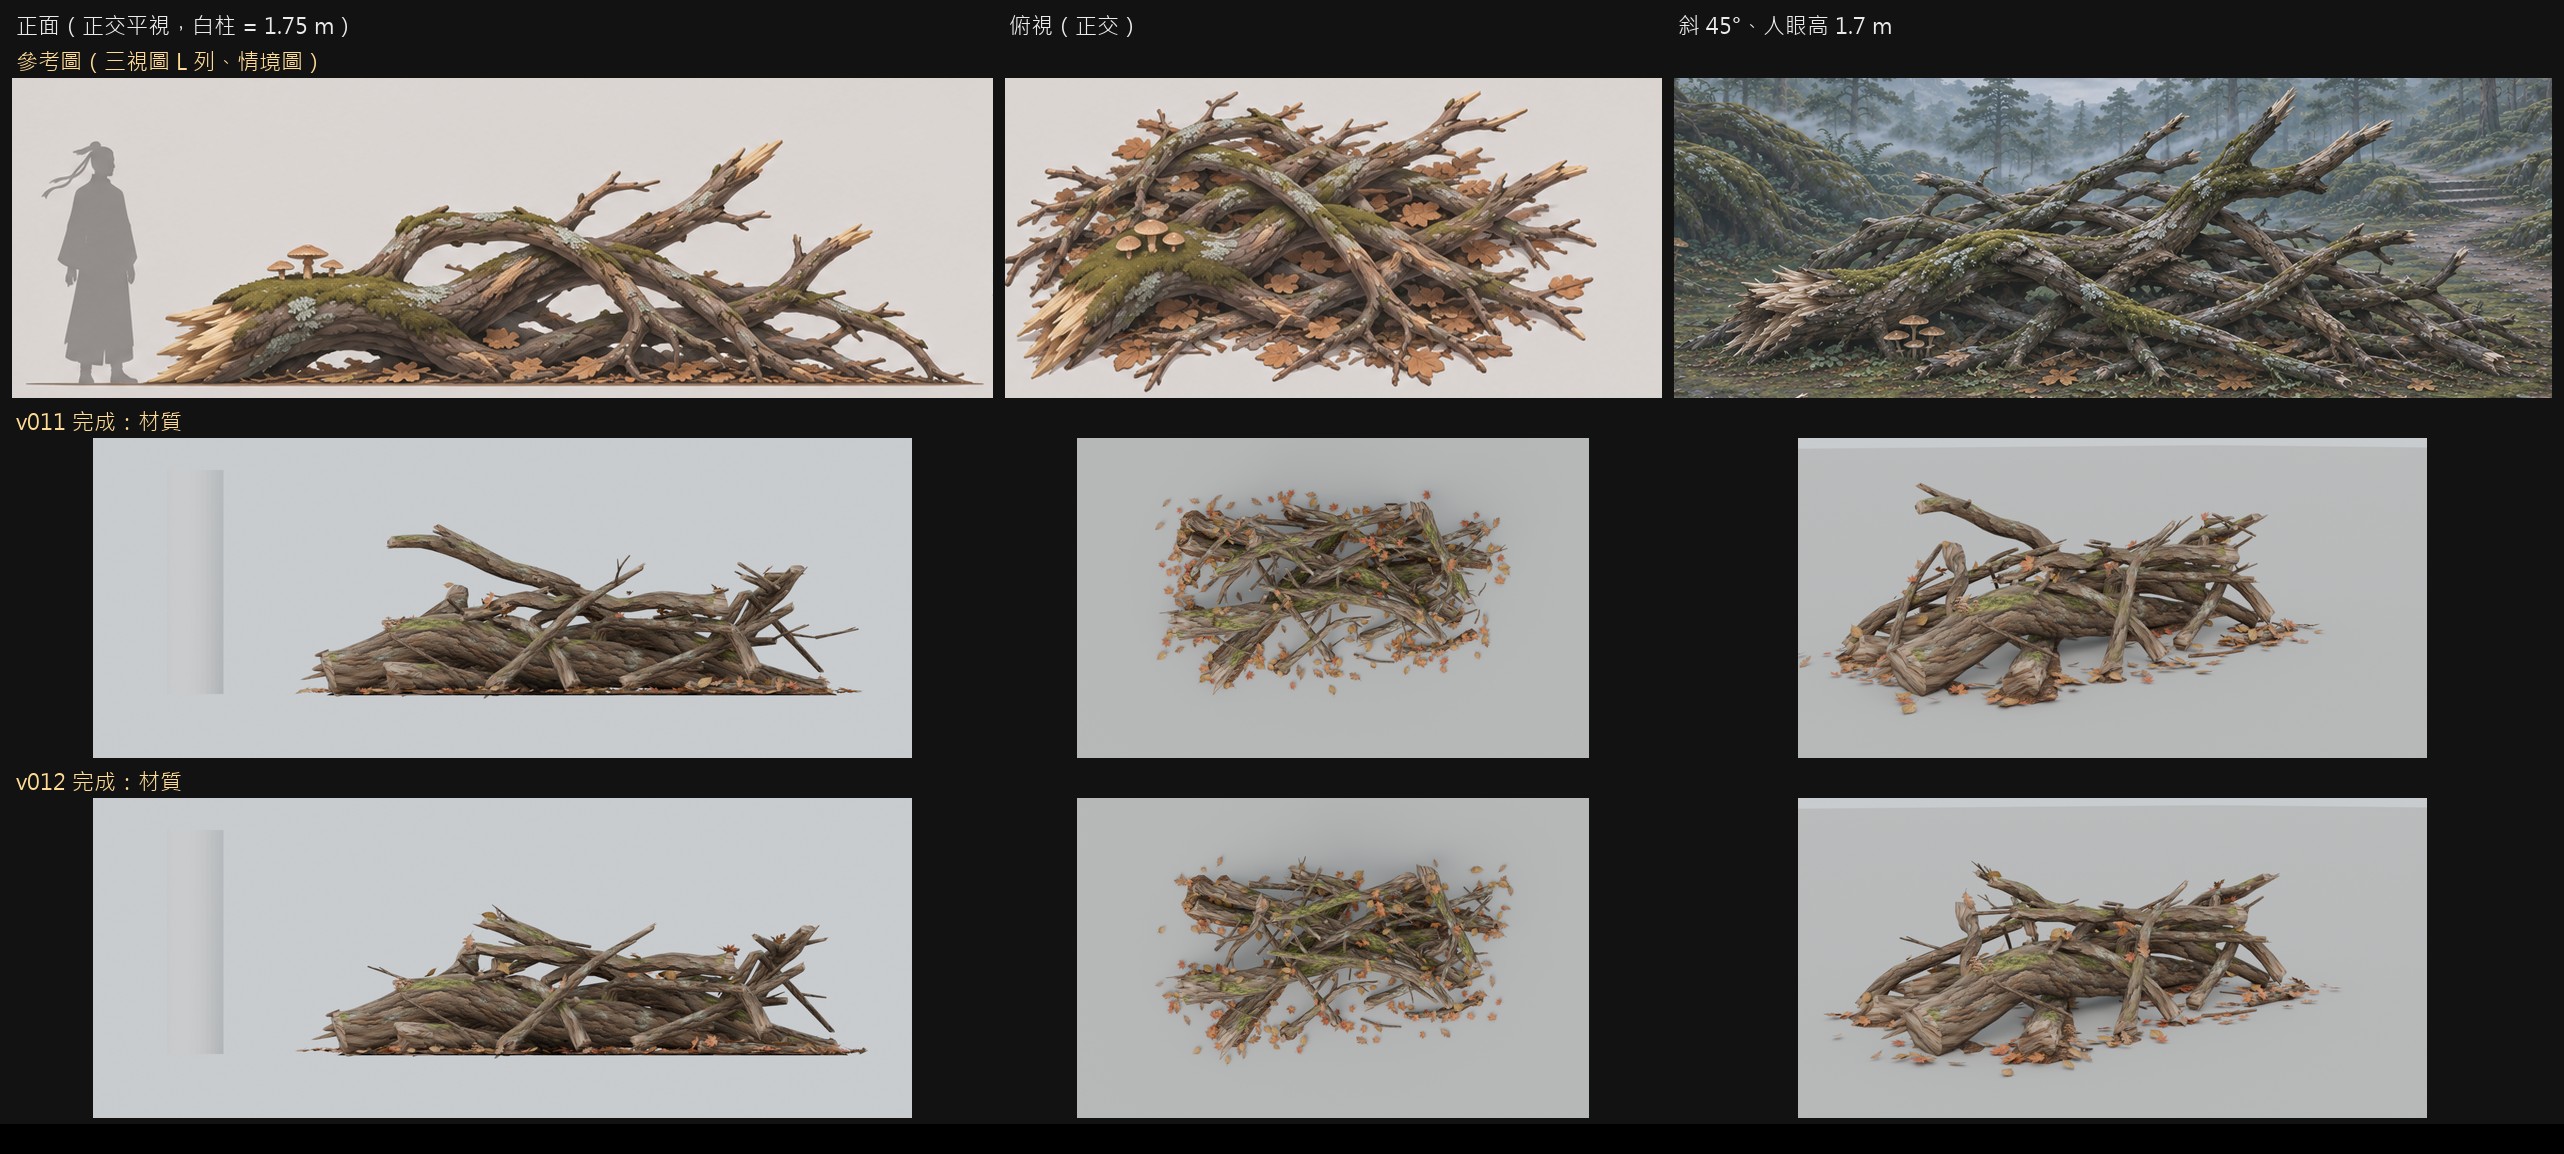 正面（正交平視，白柱 = 1.75 m）
俯視（正交）
斜 45°、人眼高 1.7 m
參考圖（三視圖 L 列、情境圖）
v011 完成：材質
v012 完成：材質